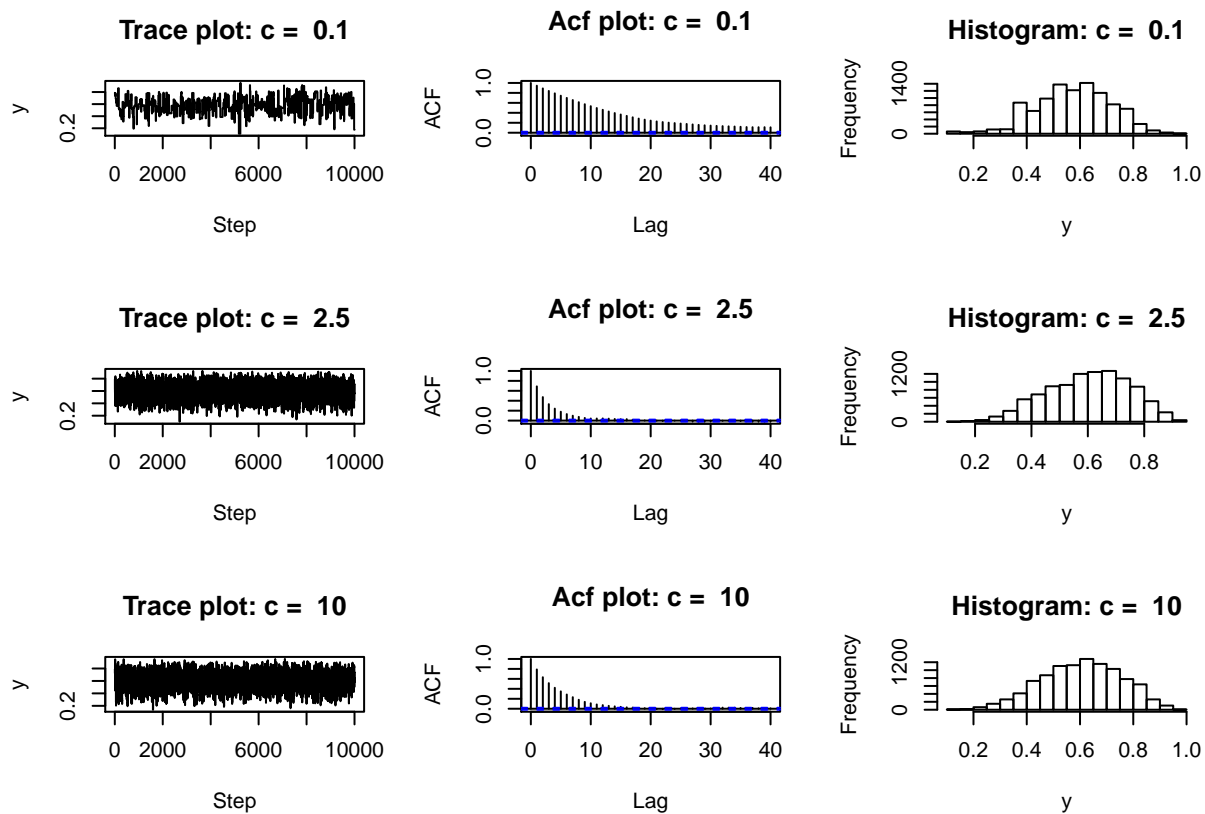 Trace plot: c = 0.1
y
0.2
0 2000 6000 10000
Step
Acf plot: c = 0.1
ACF
0.0 1.0
0 10 20 30 40
Lag
Histogram: c = 0.1
Frequency
0 1400
0.2 0.4 0.6 0.8 1.0
y
Trace plot: c = 2.5
y
0.2
0 2000 6000 10000
Step
Acf plot: c = 2.5
ACF
0.0 1.0
0 10 20 30 40
Lag
Histogram: c = 2.5
Frequency
0 1200
0.2 0.4 0.6 0.8
y
Trace plot: c = 10
y
0.2
0 2000 6000 10000
Step
Acf plot: c = 10
ACF
0.0 1.0
0 10 20 30 40
Lag
Histogram: c = 10
Frequency
0 1200
0.2 0.4 0.6 0.8 1.0
y